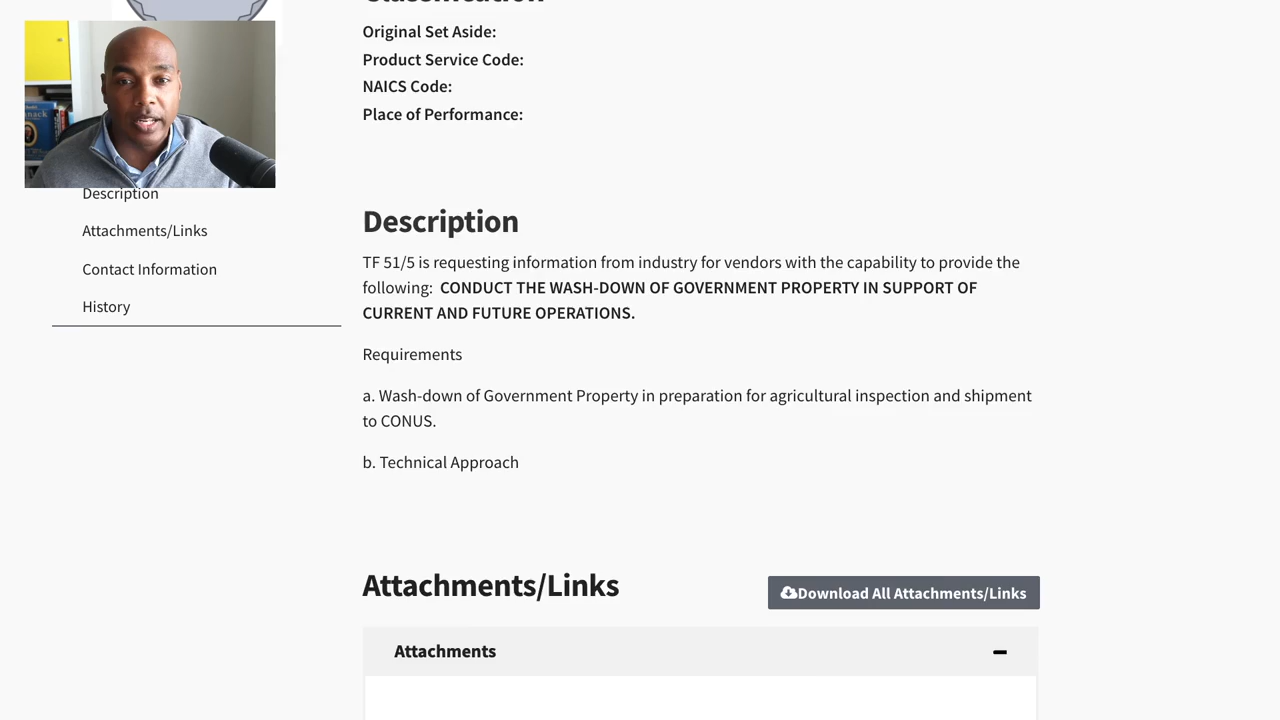 Classification
Original Set Aside:
Product Service Code:
NAICS Code:
Place of Performance:
Description
Attachments/Links
Contact Information
History
Description
TF 51/5 is requesting information from industry for vendors with the capability to provide the
following:  CONDUCT THE WASH-DOWN OF GOVERNMENT PROPERTY IN SUPPORT OF
CURRENT AND FUTURE OPERATIONS.
Requirements
a. Wash-down of Government Property in preparation for agricultural inspection and shipment
to CONUS.
b. Technical Approach
Attachments/Links
Download All Attachments/Links
Attachments